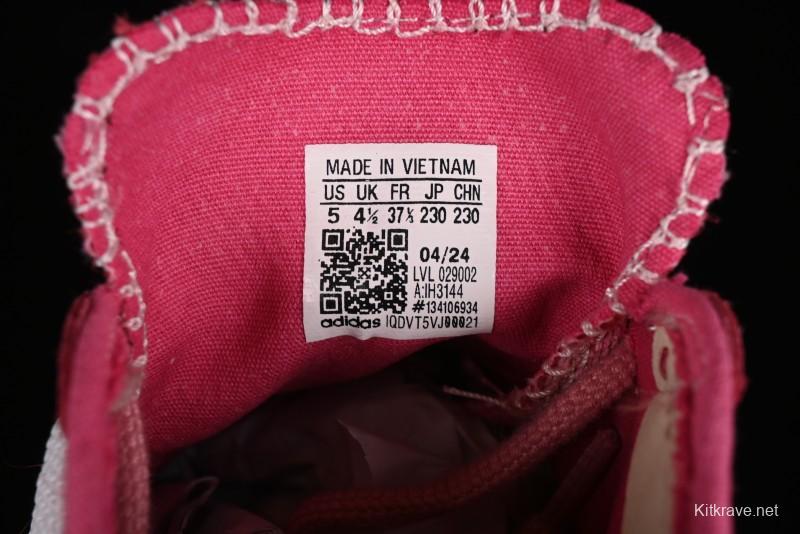 MADE IN VIETNAM
US UK FR JP CHN
5 4½ 37⅓ 230 230
04/24
LVL 029002
A:IH3144
#134106934
adidas IQDVT5VJ00021
Kitkrave.net